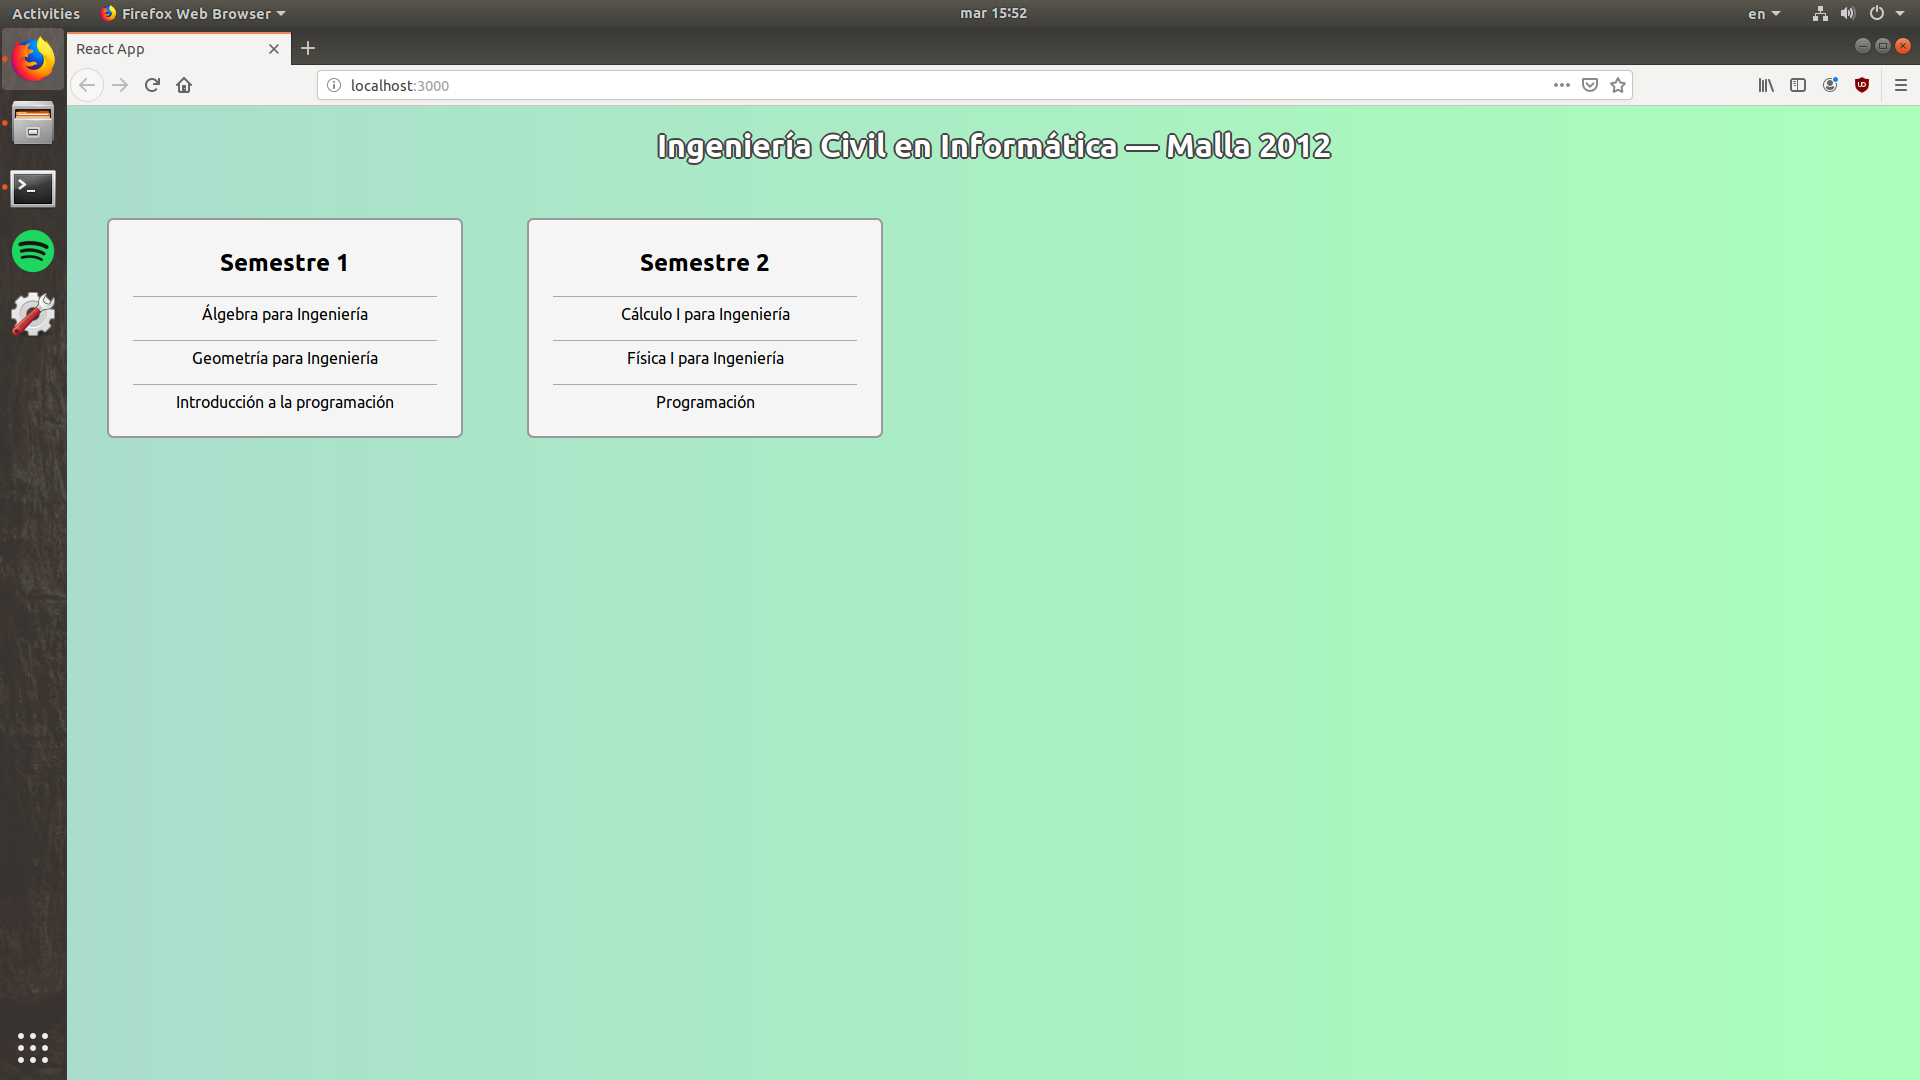 Activities Firefox Web Browser mar 15:52 en
React App
localhost:3000
Ingeniería Civil en Informática — Malla 2012
Semestre 1
Álgebra para Ingeniería
Geometría para Ingeniería
Introducción a la programación
Semestre 2
Cálculo I para Ingeniería
Física I para Ingeniería
Programación